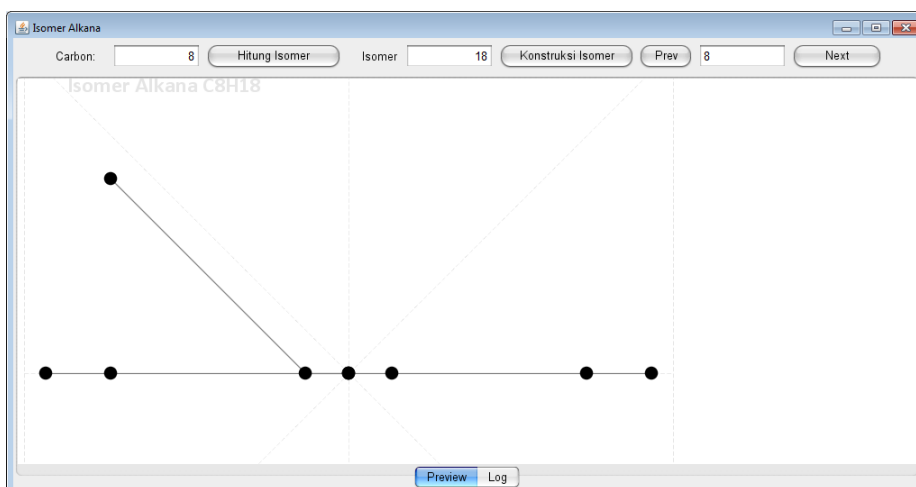 Isomer Alkana
Carbon: 8 Hitung Isomer Isomer 18 Konstruksi Isomer Prev 8 Next
Isomer Alkana C8H18
Preview Log